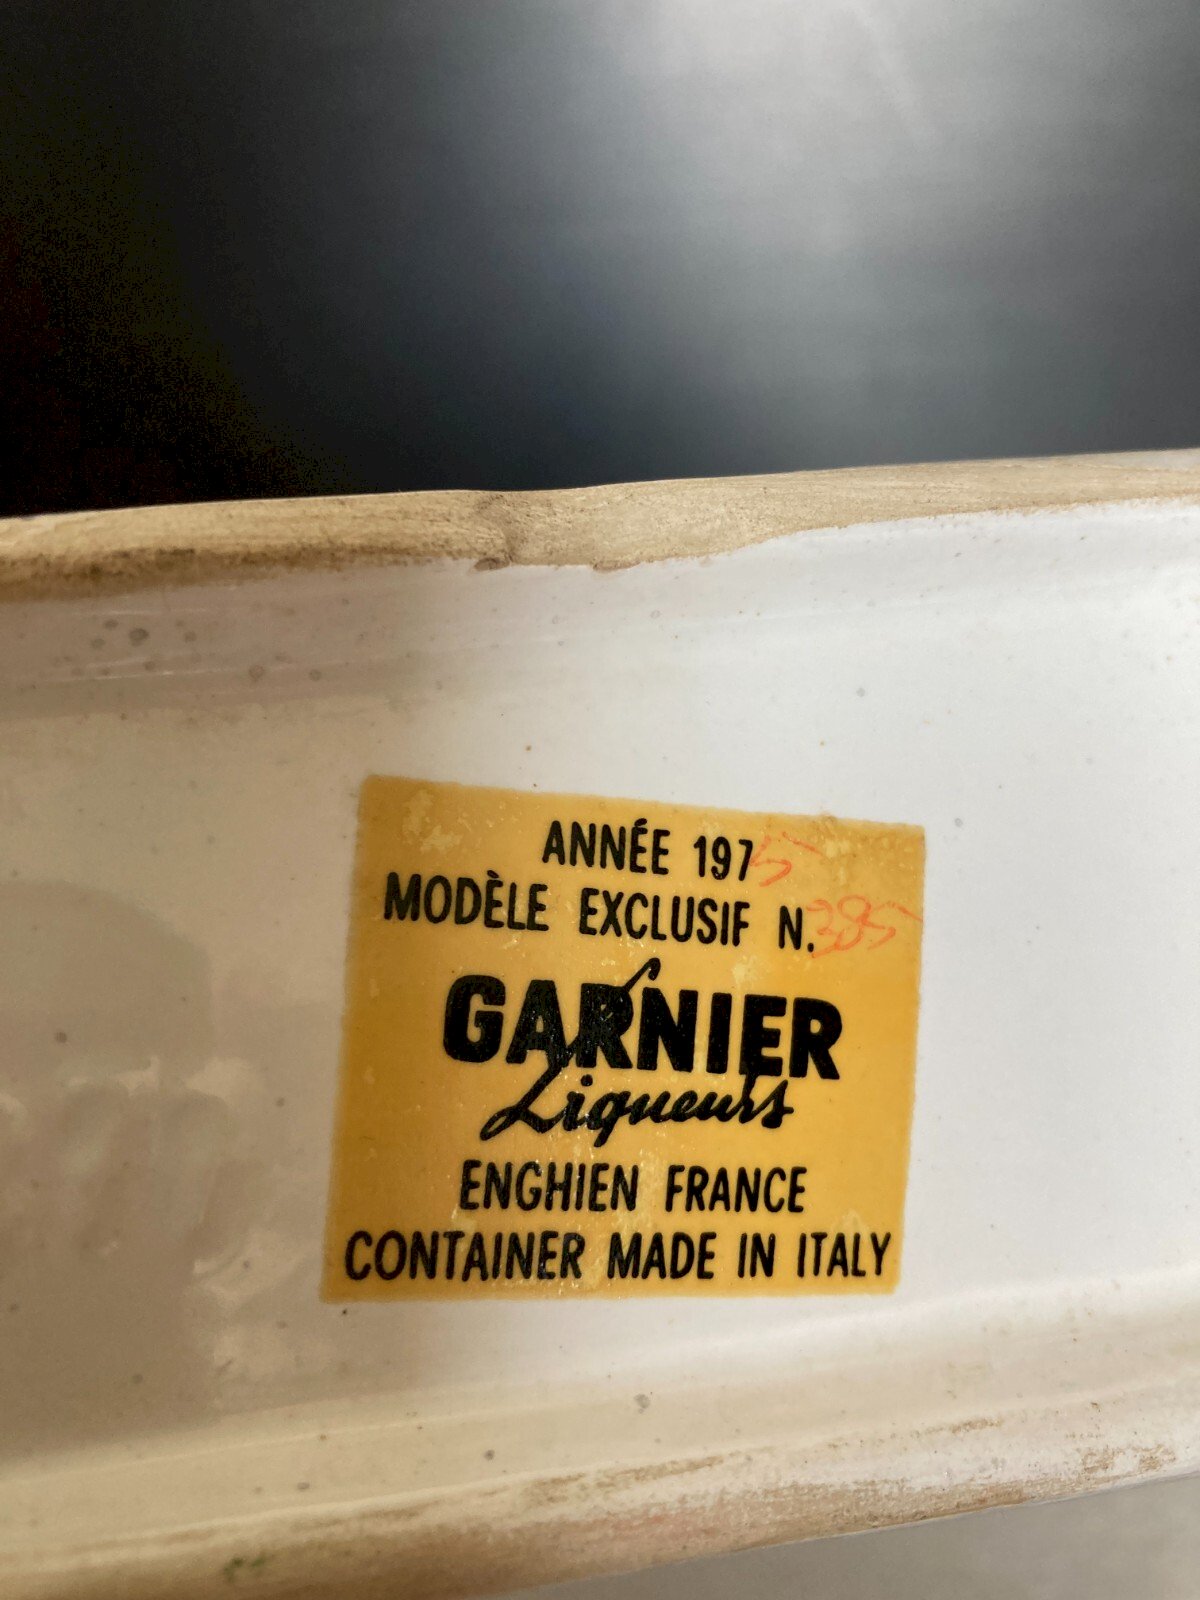 ANNÉE 1975
MODÈLE EXCLUSIF N.385
GARNIER
Liqueurs
ENGHIEN FRANCE
CONTAINER MADE IN ITALY